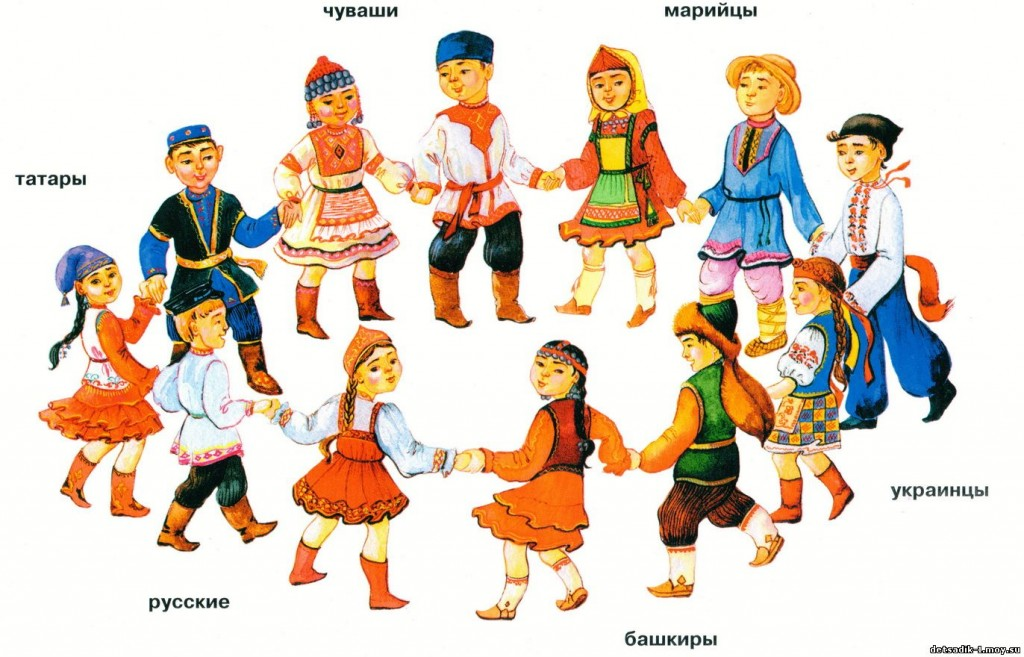 чуваши
марийцы
татары
украинцы
русские
башкиры
detsadik-1.moy.su